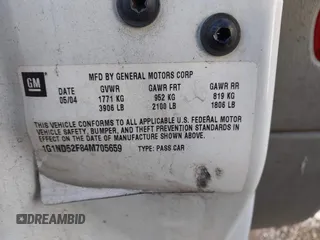 GM
MFD BY GENERAL MOTORS CORP
DATE GVWR GAWR FRT GAWR RR
05/04 1771 KG 952 KG 819 KG
3906 LB 2100 LB 1806 LB
THIS VEHICLE CONFORMS TO ALL APPLICABLE U.S. FEDERAL MOTOR
VEHICLE SAFETY, BUMPER, AND THEFT PREVENTION STANDARDS IN
EFFECT ON THE DATE OF MANUFACTURE SHOWN ABOVE.
1G1ND52F84M705659 TYPE: PASS CAR
DREAMBID